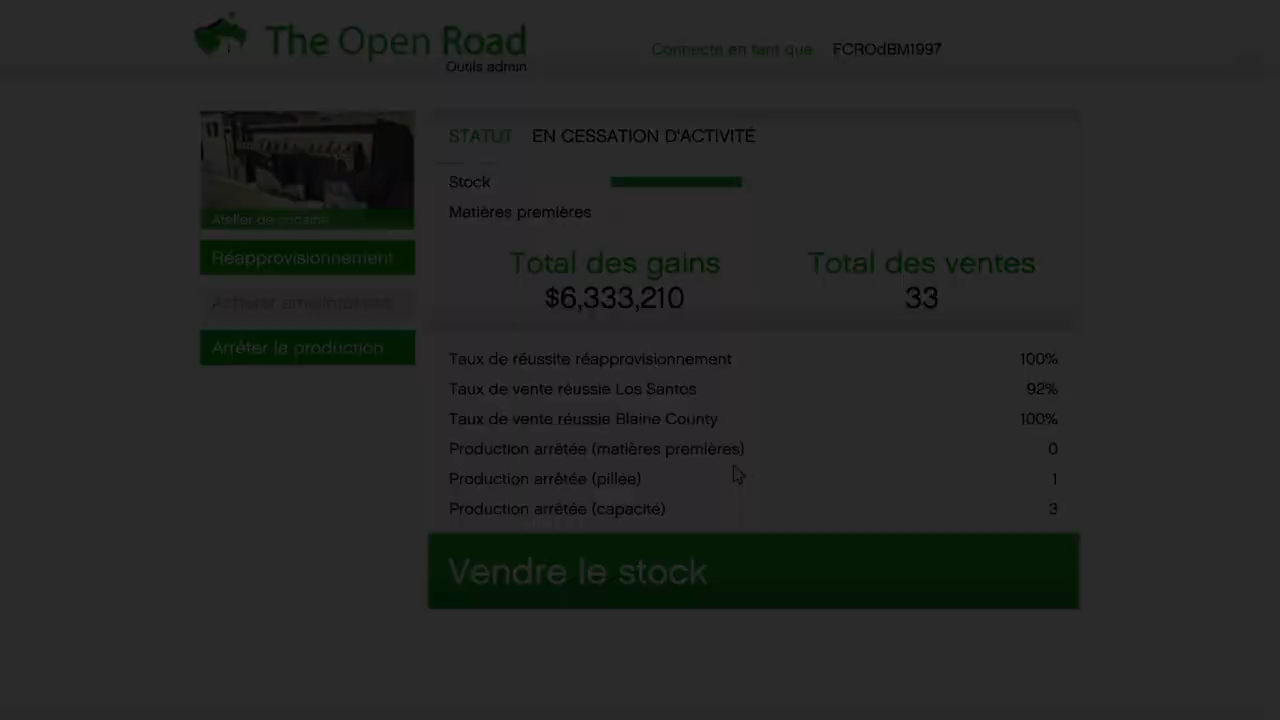 The Open Road
Outils admin
Connecté en tant que FCROdBM1997
Atelier de cocaïne
Réapprovisionnement
Acheter amélioration
Arrêter la production
STATUT EN CESSATION D'ACTIVITÉ
Stock
Matières premières
Total des gains Total des ventes
$6,333,210 33
Taux de réussite réapprovisionnement 100%
Taux de vente réussie Los Santos 92%
Taux de vente réussie Blaine County 100%
Production arrêtée (matières premières) 0
Production arrêtée (pillée) 1
Production arrêtée (capacité) 3
Vendre le stock